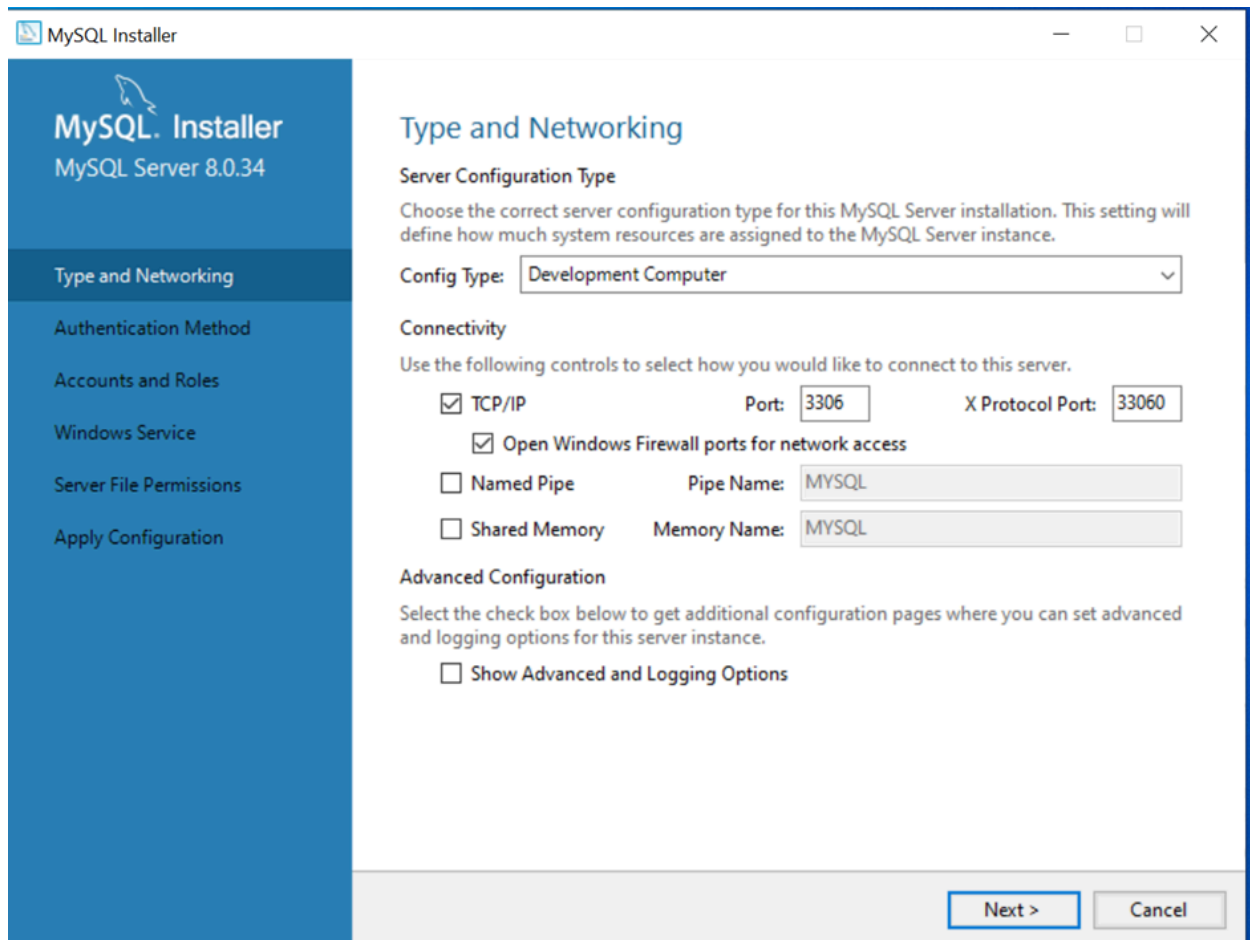 MySQL Installer
MySQL. Installer
MySQL Server 8.0.34
Type and Networking
Authentication Method
Accounts and Roles
Windows Service
Server File Permissions
Apply Configuration
Type and Networking
Server Configuration Type
Choose the correct server configuration type for this MySQL Server installation. This setting will
define how much system resources are assigned to the MySQL Server instance.
Config Type: Development Computer
Connectivity
Use the following controls to select how you would like to connect to this server.
TCP/IP Port: 3306 X Protocol Port: 33060
Open Windows Firewall ports for network access
Named Pipe Pipe Name: MYSQL
Shared Memory Memory Name: MYSQL
Advanced Configuration
Select the check box below to get additional configuration pages where you can set advanced
and logging options for this server instance.
Show Advanced and Logging Options
Next > Cancel